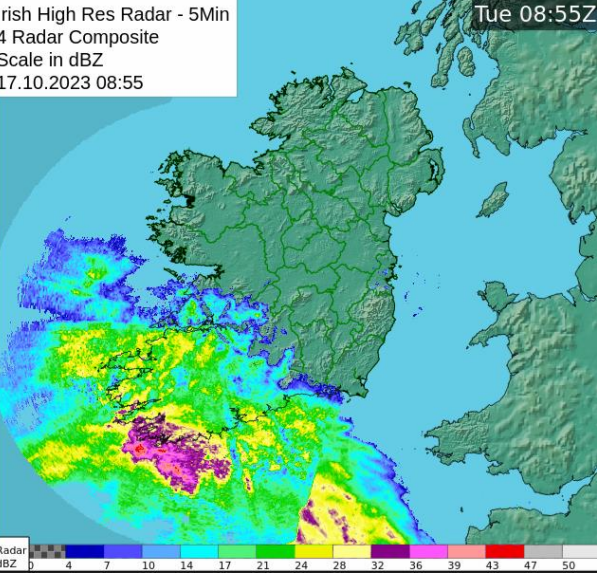 rish High Res Radar - 5Min
4 Radar Composite
Scale in dBZ
17.10.2023 08:55
Tue 08:55Z
Radar
dBZ
0 4 7 10 14 17 21 24 28 32 36 39 43 47 50